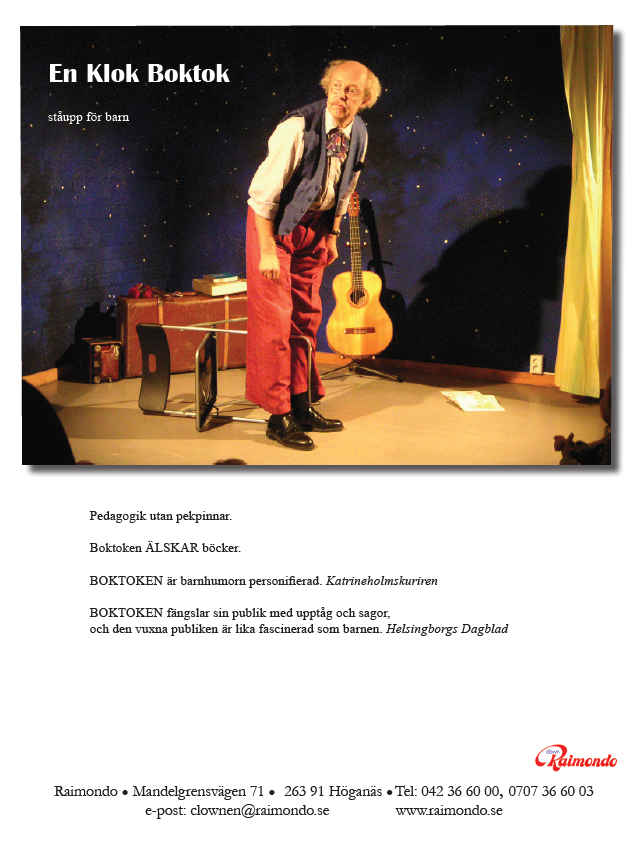 En Klok Boktok
ståupp för barn
Pedagogik utan pekpinnar.
Boktoken ÄLSKAR böcker.
BOKTOKEN är barnhumorn personifierad. Katrineholmskuriren
BOKTOKEN fängslar sin publik med upptåg och sagor,
och den vuxna publiken är lika fascinerad som barnen. Helsingborgs Dagblad
clown
Raimondo
Raimondo • Mandelgrensvägen 71 • 263 91 Höganäs • Tel: 042 36 60 00, 0707 36 60 03
e-post: clownen@raimondo.se www.raimondo.se